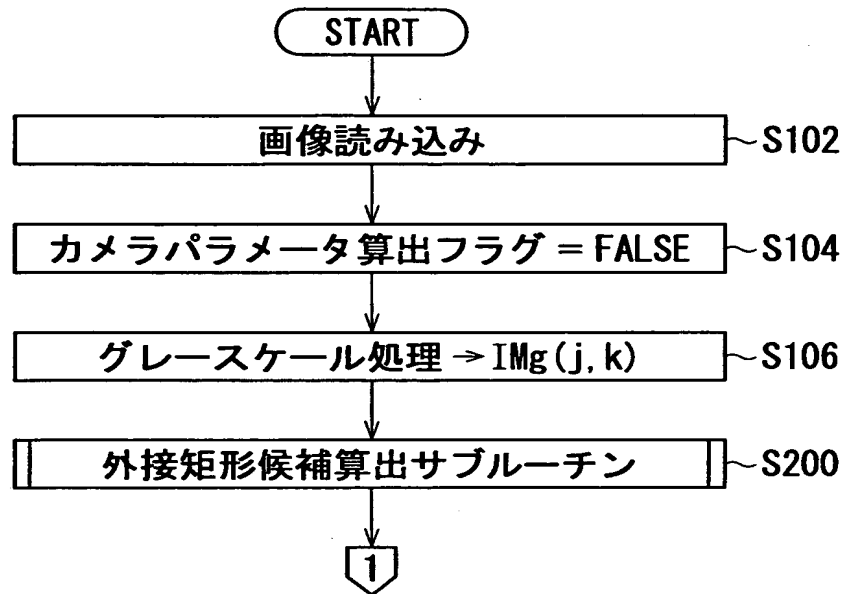 START
画像読み込み ~S102
カメラパラメータ算出フラグ = FALSE ~S104
グレースケール処理→IMg(j,k) ~S106
外接矩形候補算出サブルーチン ~S200
1